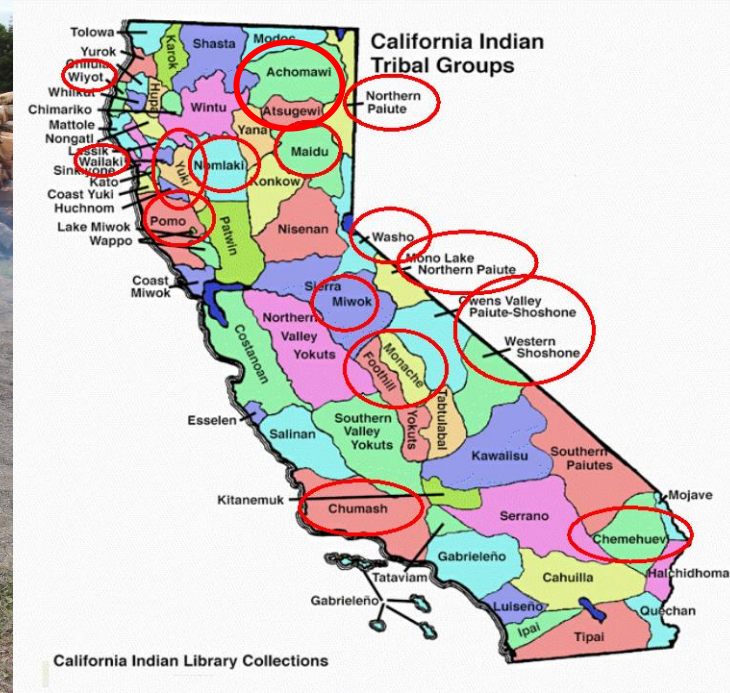 California Indian
Tribal Groups
Tolowa
Yurok
Chilula
Wiyot
Whilkut
Chimariko
Mattole
Nongatl
Lassik
Wailaki
Sinkiyone
Kato
Coast Yuki
Huchnom
Lake Miwok
Wappo
Coast
Miwok
Karok
Shasta
Modoc
Achomawi
Hupa
Wintu
Atsugewi
Northern
Paiute
Yana
Maidu
Yuki
Nomlaki
Konkow
Pomo
Patwin
Nisenan
Washo
Mono Lake
Northern Paiute
Sierra
Miwok
Owens Valley
Paiute-Shoshone
Northern
Valley
Yokuts
Western
Shoshone
Costanoan
Foothill
Yokuts
Monache
Tabtulabal
Esselen
Salinan
Southern
Valley
Yokuts
Kawaiisu
Southern
Paiutes
Kitanemuk
Chumash
Serrano
Mojave
Chemehuevi
Tataviam
Gabrieleño
Halchidhoma
Gabrieleño
Cahuilla
Luiseño
Quechan
Ipai
Tipai
California Indian Library Collections